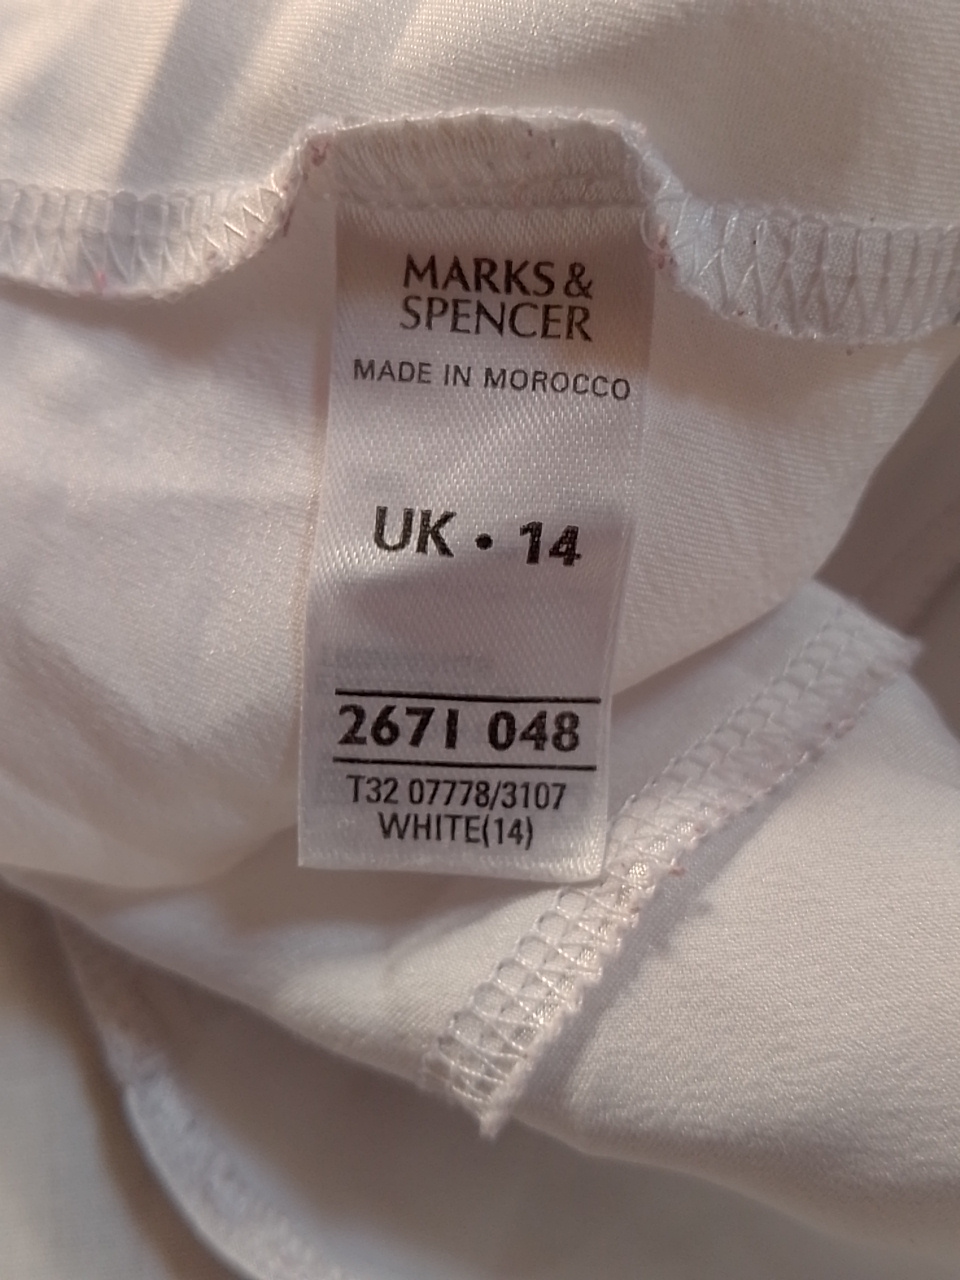 MARKS &
SPENCER
MADE IN MOROCCO
UK • 14
2671 048
T32 07778/3107
WHITE(14)